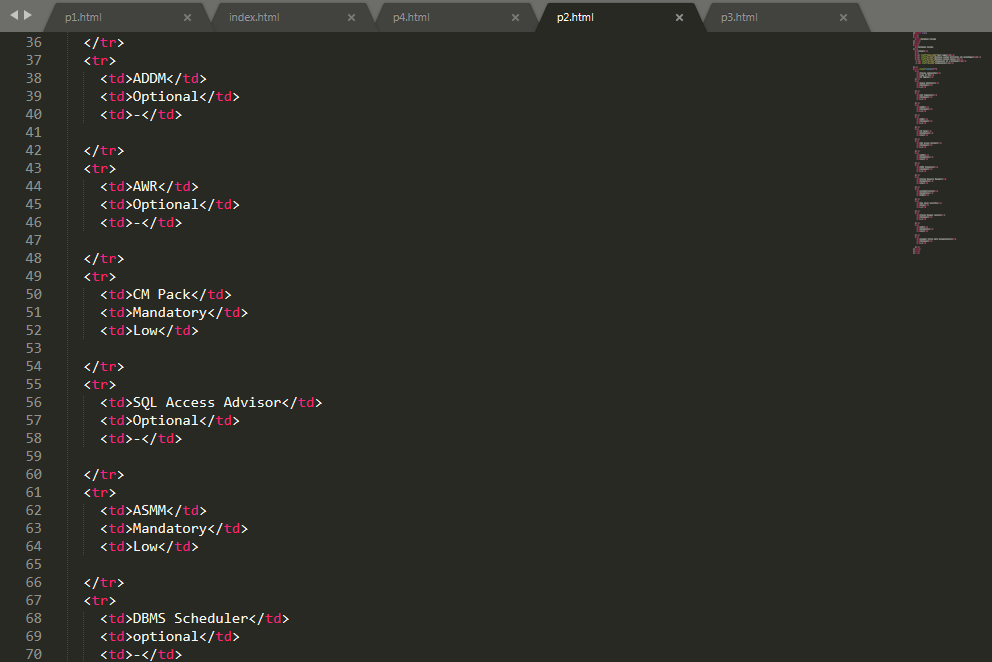 p1.html index.html p4.html p2.html p3.html
36 </tr>
37 <tr>
38 <td>ADDM</td>
39 <td>Optional</td>
40 <td>-</td>
41
42 </tr>
43 <tr>
44 <td>AWR</td>
45 <td>Optional</td>
46 <td>-</td>
47
48 </tr>
49 <tr>
50 <td>CM Pack</td>
51 <td>Mandatory</td>
52 <td>Low</td>
53
54 </tr>
55 <tr>
56 <td>SQL Access Advisor</td>
57 <td>Optional</td>
58 <td>-</td>
59
60 </tr>
61 <tr>
62 <td>ASMM</td>
63 <td>Mandatory</td>
64 <td>Low</td>
65
66 </tr>
67 <tr>
68 <td>DBMS Scheduler</td>
69 <td>optional</td>
70 <td>-</td>